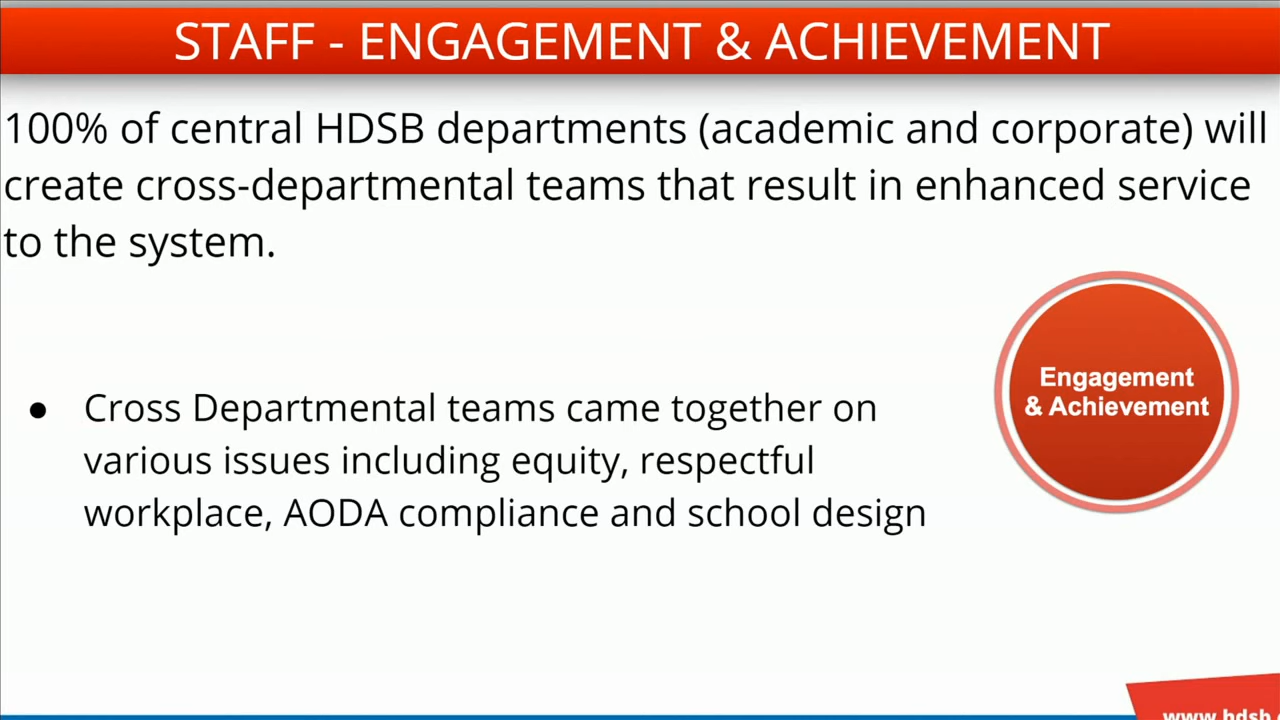 STAFF - ENGAGEMENT & ACHIEVEMENT
100% of central HDSB departments (academic and corporate) will
create cross-departmental teams that result in enhanced service
to the system.
Engagement
& Achievement
● Cross Departmental teams came together on
various issues including equity, respectful
workplace, AODA compliance and school design